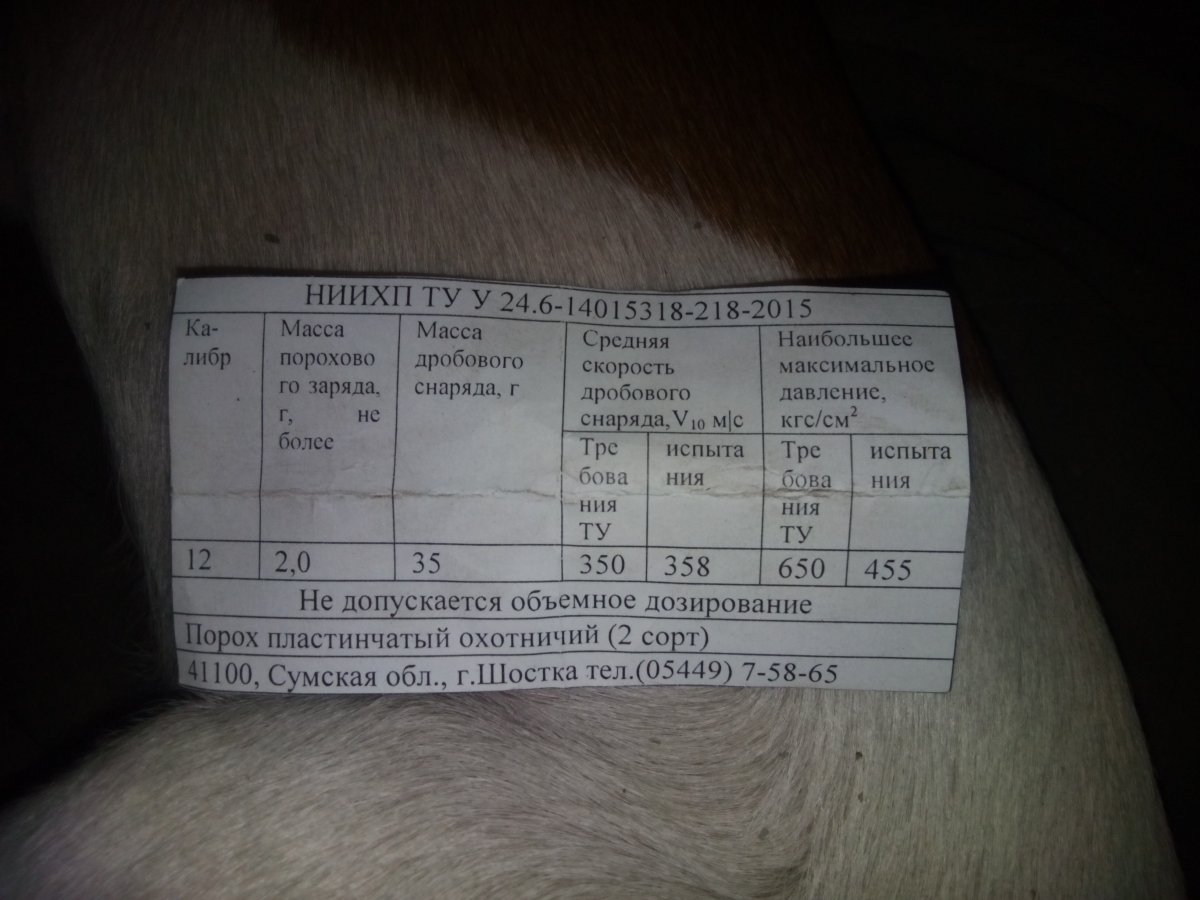 НИИХП ТУ У 24.6-14015318-218-2015
Ка-
либр
Масса
порохово
го заряда,
г, не
более
Масса
дробового
снаряда, г
Средняя
скорость
дробового
снаряда,V₁₀ м|с
Наибольшее
максимальное
давление,
кгс/см²
Тре
бова
ния
ТУ
испыта
ния
Тре
бова
ния
ТУ
испыта
ния
12 2,0 35 350 358 650 455
Не допускается объемное дозирование
Порох пластинчатый охотничий (2 сорт)
41100, Сумская обл., г.Шостка тел.(05449) 7-58-65